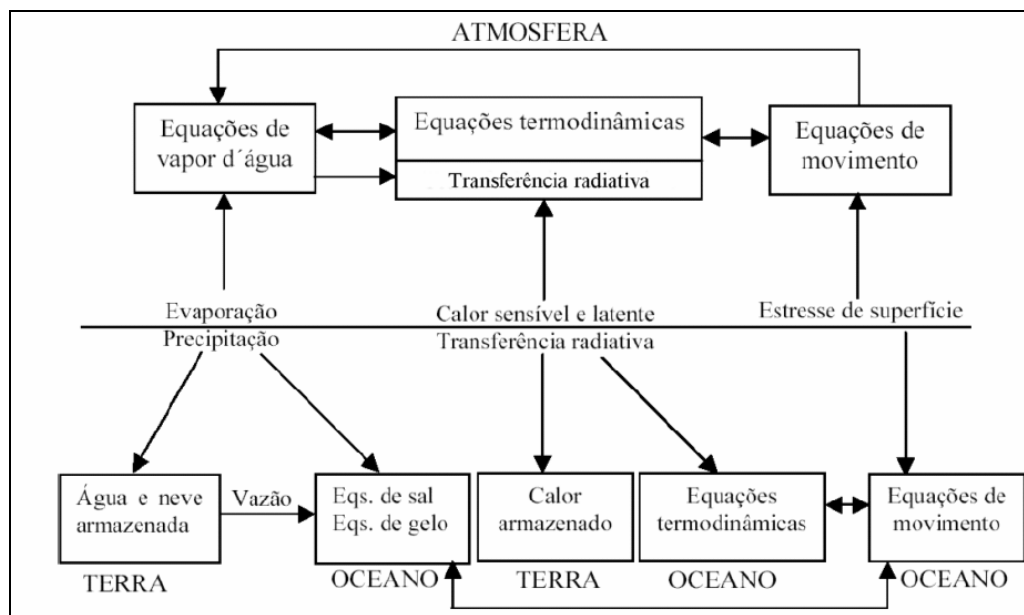 ATMOSFERA
Equações de
vapor d´água
Equações termodinâmicas
Transferência radiativa
Equações de
movimento
Evaporação
Precipitação
Calor sensível e latente
Transferência radiativa
Estresse de superfície
Água e neve
armazenada
Vazão
Eqs. de sal
Eqs. de gelo
Calor
armazenado
Equações
termodinâmicas
Equações de
movimento
TERRA
OCEANO
TERRA
OCEANO
OCEANO